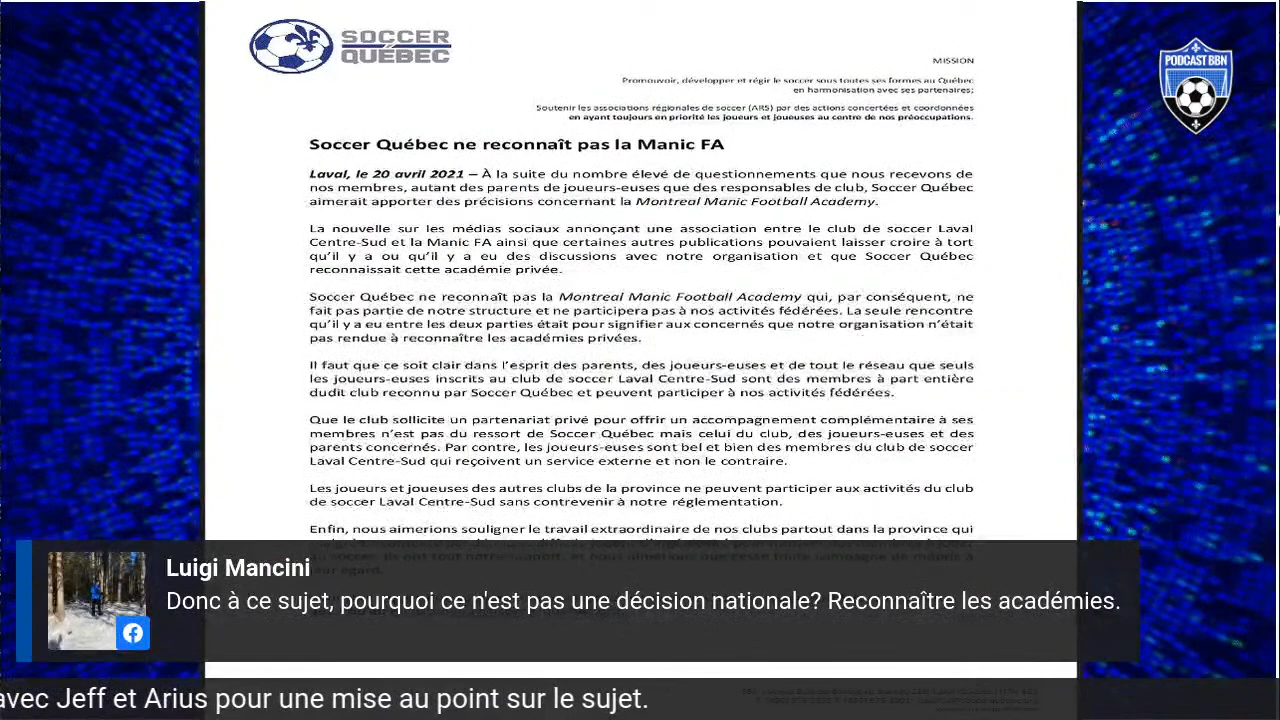 SOCCER
QUÉBEC
PODCAST BBN
MISSION
Promouvoir, développer et régir le soccer sous toutes ses formes au Québec
en harmonisation avec ses partenaires;
Soutenir les associations régionales de soccer (ARS) par des actions concertées et coordonnées
en ayant toujours en priorité les joueurs et joueuses au centre de nos préoccupations.
Soccer Québec ne reconnaît pas la Manic FA
Laval, le 20 avril 2021 – À la suite du nombre élevé de questionnements que nous recevons de
nos membres, autant des parents de joueurs-euses que des responsables de club, Soccer Québec
aimerait apporter des précisions concernant la Montreal Manic Football Academy.
La nouvelle sur les médias sociaux annonçant une association entre le club de soccer Laval
Centre-Sud et la Manic FA ainsi que certaines autres publications pouvaient laisser croire à tort
qu'il y a ou qu'il y a eu des discussions avec notre organisation et que Soccer Québec
reconnaissait cette académie privée.
Soccer Québec ne reconnaît pas la Montreal Manic Football Academy qui, par conséquent, ne
fait pas partie de notre structure et ne participera pas à nos activités fédérées. La seule rencontre
qu'il y a eu entre les deux parties était pour signifier aux concernés que notre organisation n'était
pas rendue à reconnaître les académies privées.
Il faut que ce soit clair dans l'esprit des parents, des joueurs-euses et de tout le réseau que seuls
les joueurs-euses inscrits au club de soccer Laval Centre-Sud sont des membres à part entière
dudit club reconnu par Soccer Québec et peuvent participer à nos activités fédérées.
Que le club sollicite un partenariat privé pour offrir un accompagnement complémentaire à ses
membres n'est pas du ressort de Soccer Québec mais celui du club, des joueurs-euses et des
parents concernés. Par contre, les joueurs-euses sont bel et bien des membres du club de soccer
Laval Centre-Sud qui reçoivent un service externe et non le contraire.
Les joueurs et joueuses des autres clubs de la province ne peuvent participer aux activités du club
de soccer Laval Centre-Sud sans contrevenir à notre réglementation.
Enfin, nous aimerions souligner le travail extraordinaire de nos clubs partout dans la province qui
leur égard.
Luigi Mancini
Donc à ce sujet, pourquoi ce n'est pas une décision nationale? Reconnaître les académies.
avec Jeff et Arius pour une mise au point sur le sujet.